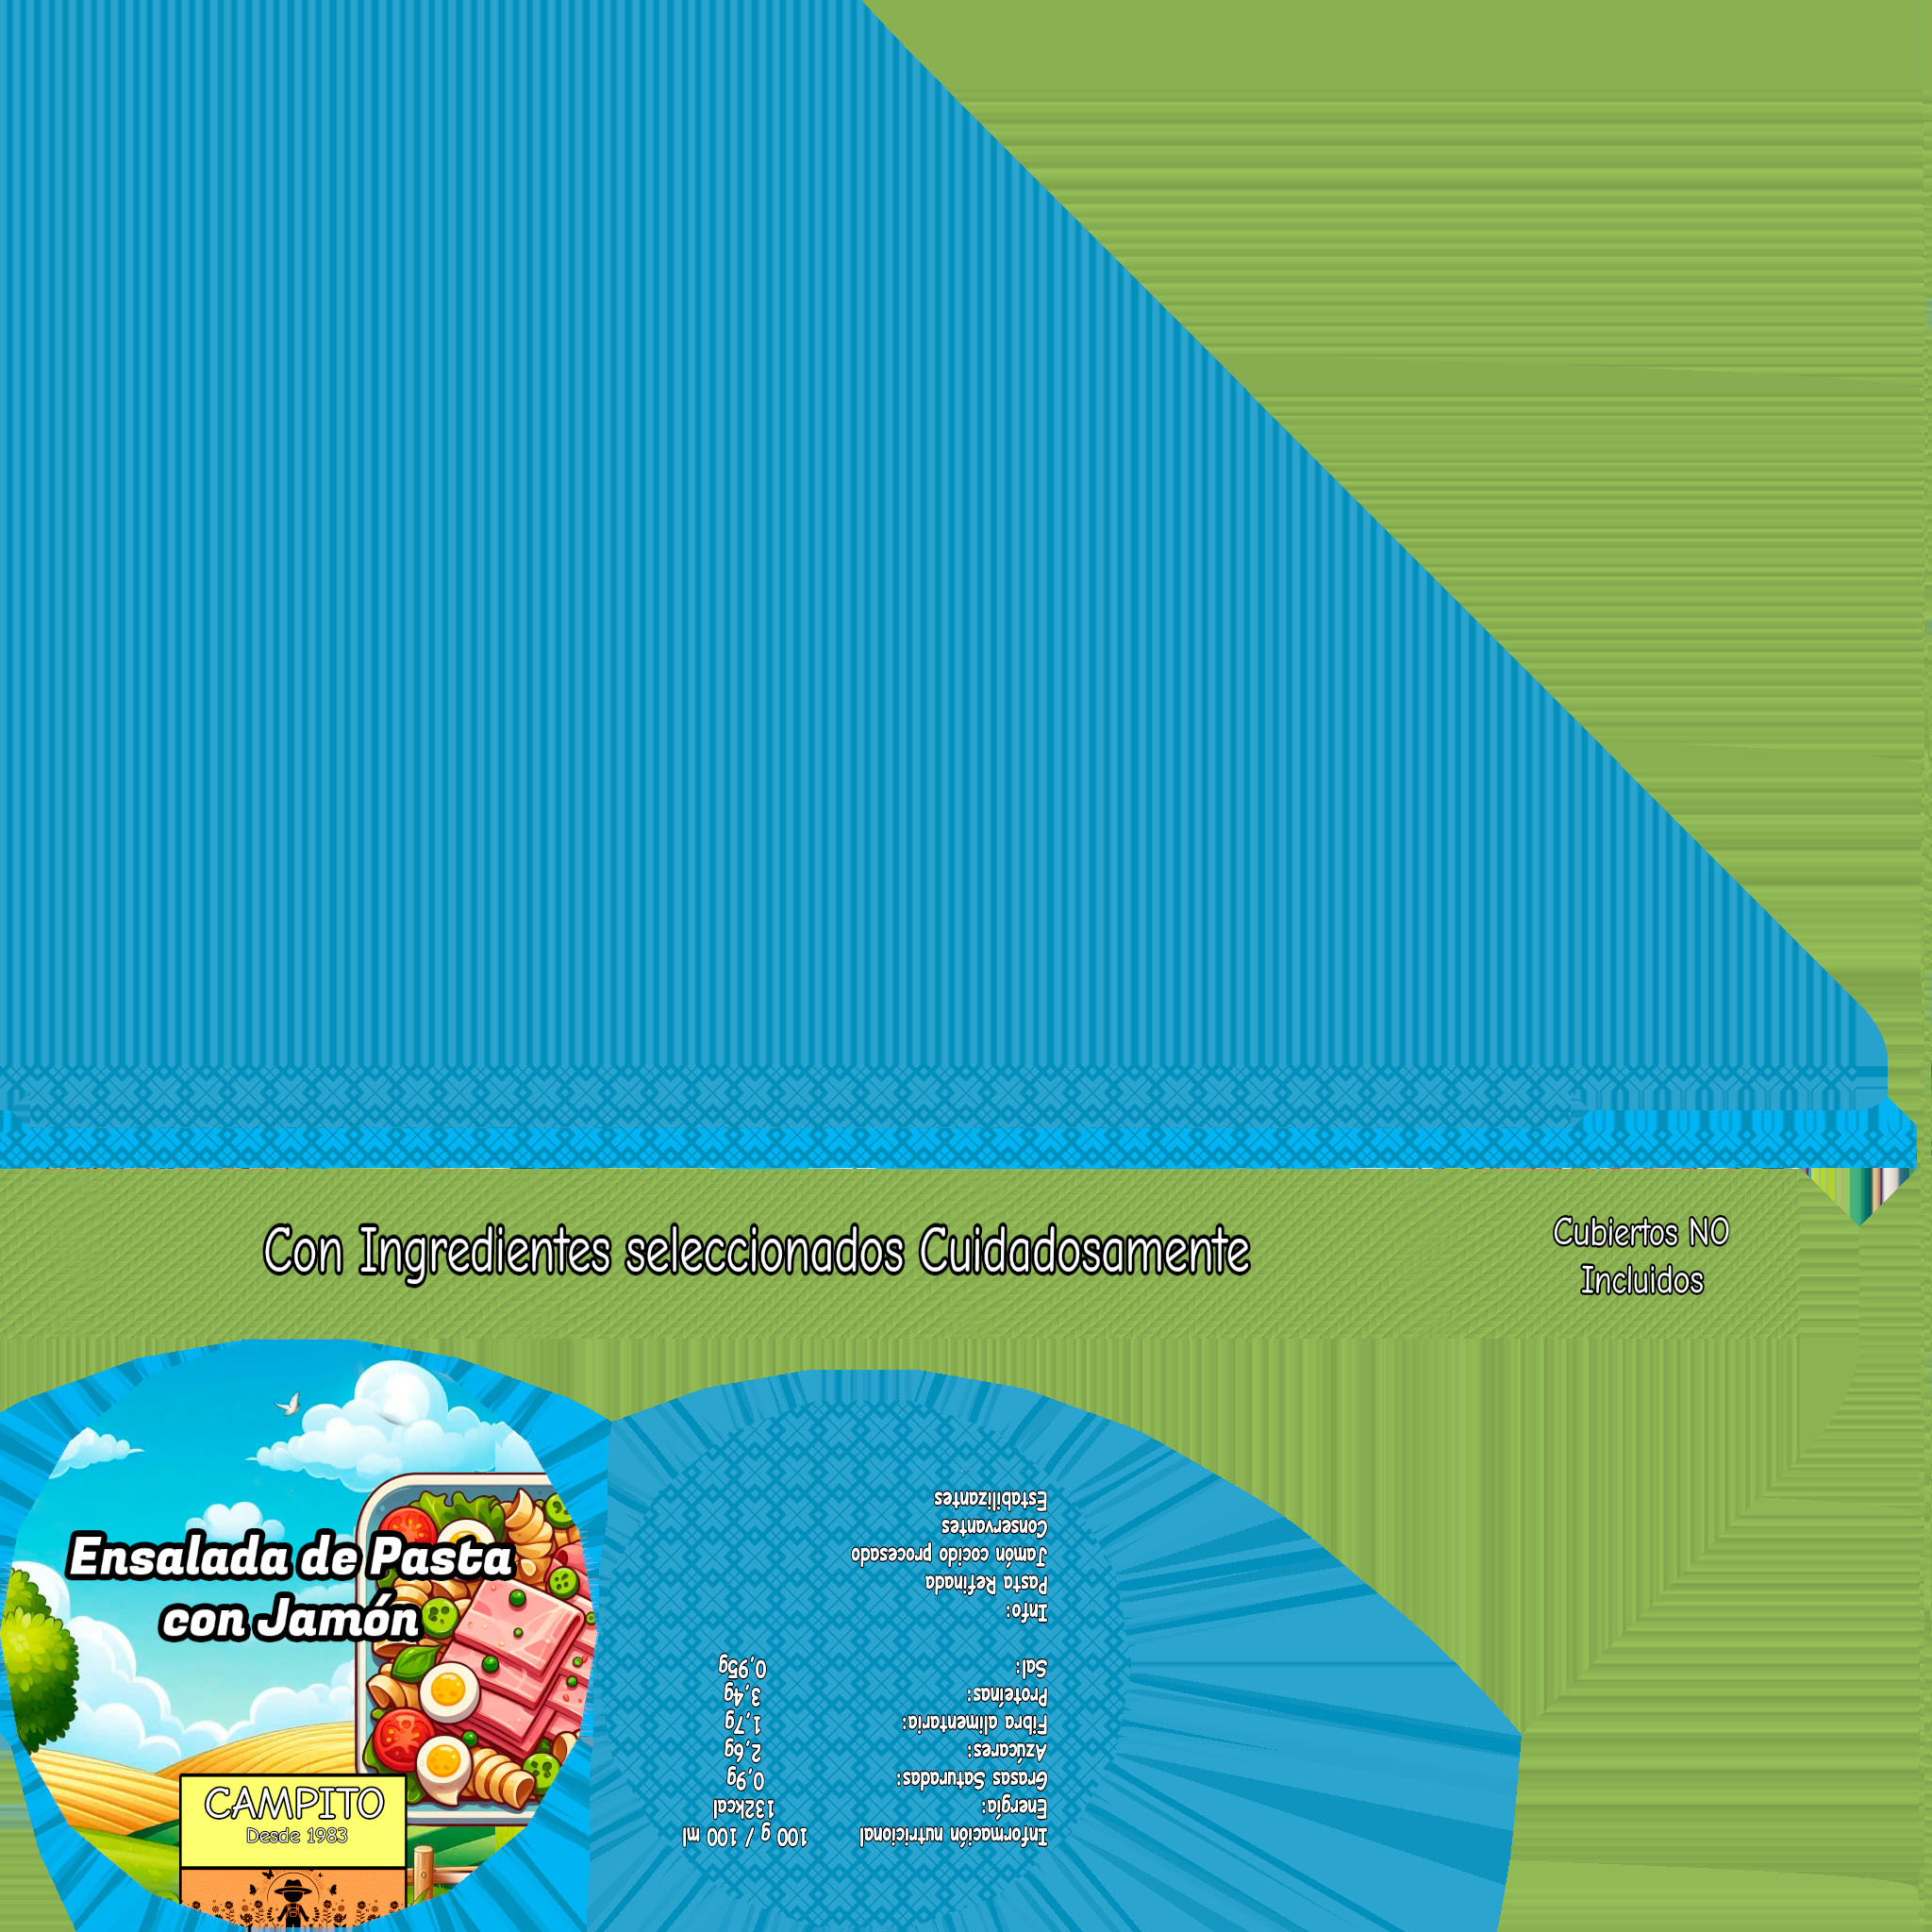 Con Ingredientes seleccionados Cuidadosamente
Cubiertos NO
Incluidos
Ensalada de Pasta
con Jamón
CAMPITO
Desde 1983
Información nutricional 100 g / 100 ml
Energía: 132kcal
Grasas Saturadas: 0,9g
Azúcares: 2,6g
Fibra alimentaria: 1,7g
Proteínas: 3,4g
Sal: 0,95g
Info:
Pasta Refinada
Jamón cocido procesado
Conservantes
Estabilizantes